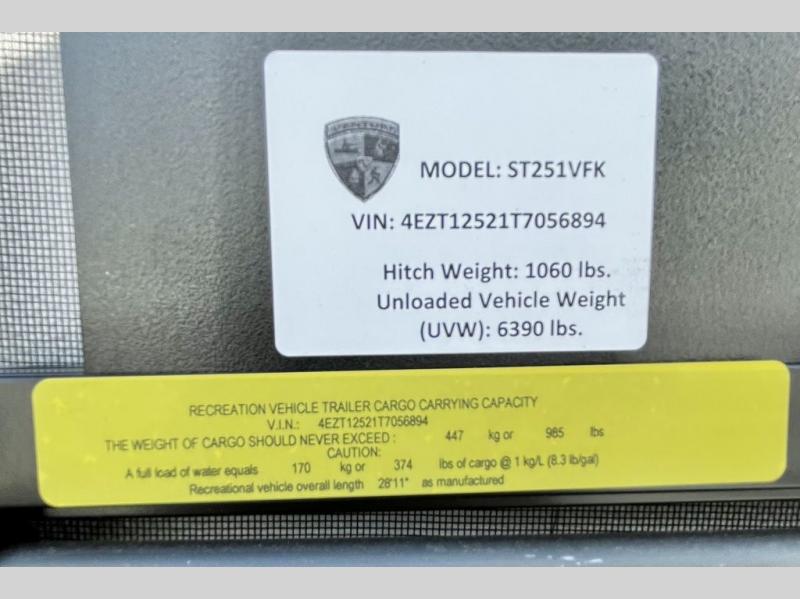 VENTURE
MODEL: ST251VFK
VIN: 4EZT12521T7056894
Hitch Weight: 1060 lbs.
Unloaded Vehicle Weight
(UVW): 6390 lbs.
RECREATION VEHICLE TRAILER CARGO CARRYING CAPACITY
V.I.N.: 4EZT12521T7056894
THE WEIGHT OF CARGO SHOULD NEVER EXCEED : 447 kg or 985 lbs
CAUTION:
A full load of water equals 170 kg or 374 lbs of cargo @ 1 kg/L (8.3 lb/gal)
Recreational vehicle overall length 28'11" as manufactured